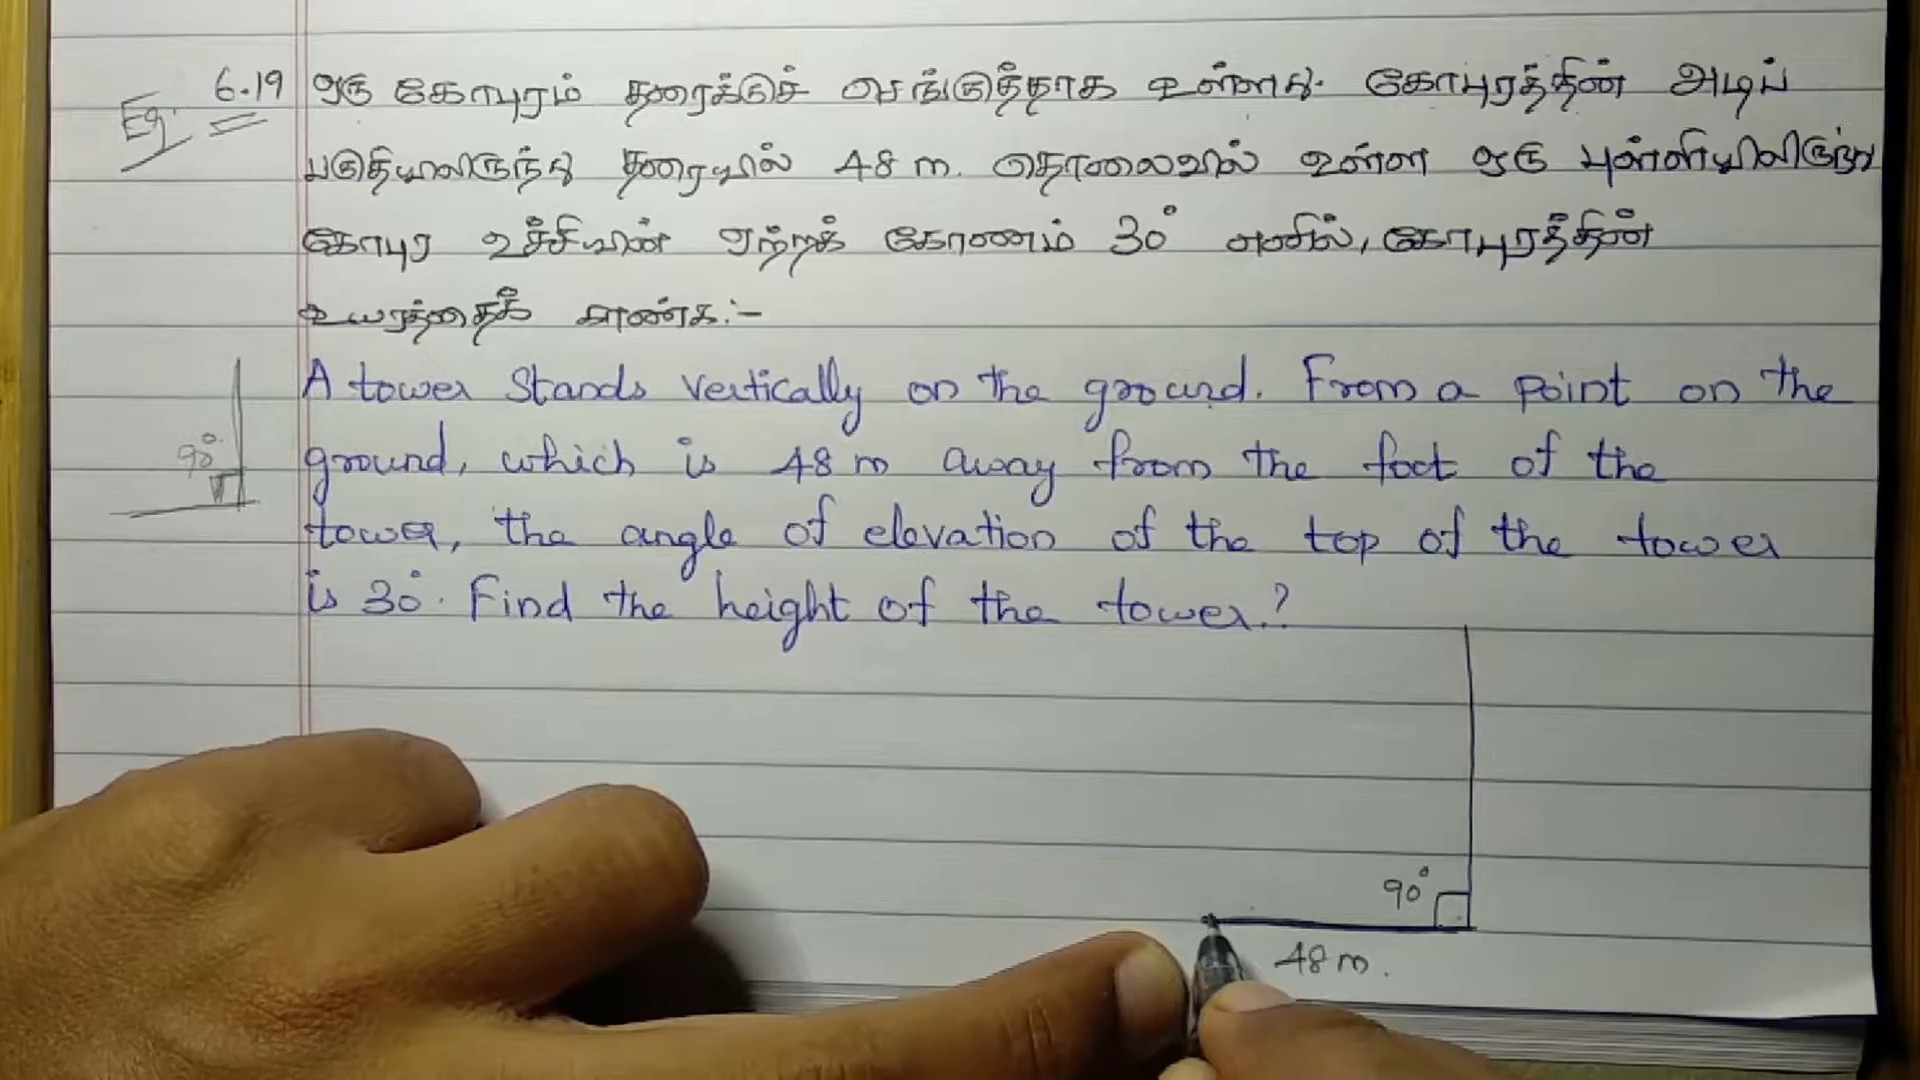 Eg. 6.19 ஒரு கோபுரம் தரைக்குச் செங்குத்தாக உள்ளது. கோபுரத்தின் அடிப்
பகுதியிலிருந்து தரையில் 48 m. தொலைவில் உள்ள ஒரு புள்ளியிலிருந்து
கோபுர உச்சியின் ஏற்றக் கோணம் 30° எனில், கோபுரத்தின்
உயரத்தைக் காண்க:-
A tower stands vertically on the ground. From a point on the
ground, which is 48 m away from the foot of the
tower, the angle of elevation of the top of the tower
is 30°. Find the height of the tower.?
90°
90°
48 m.